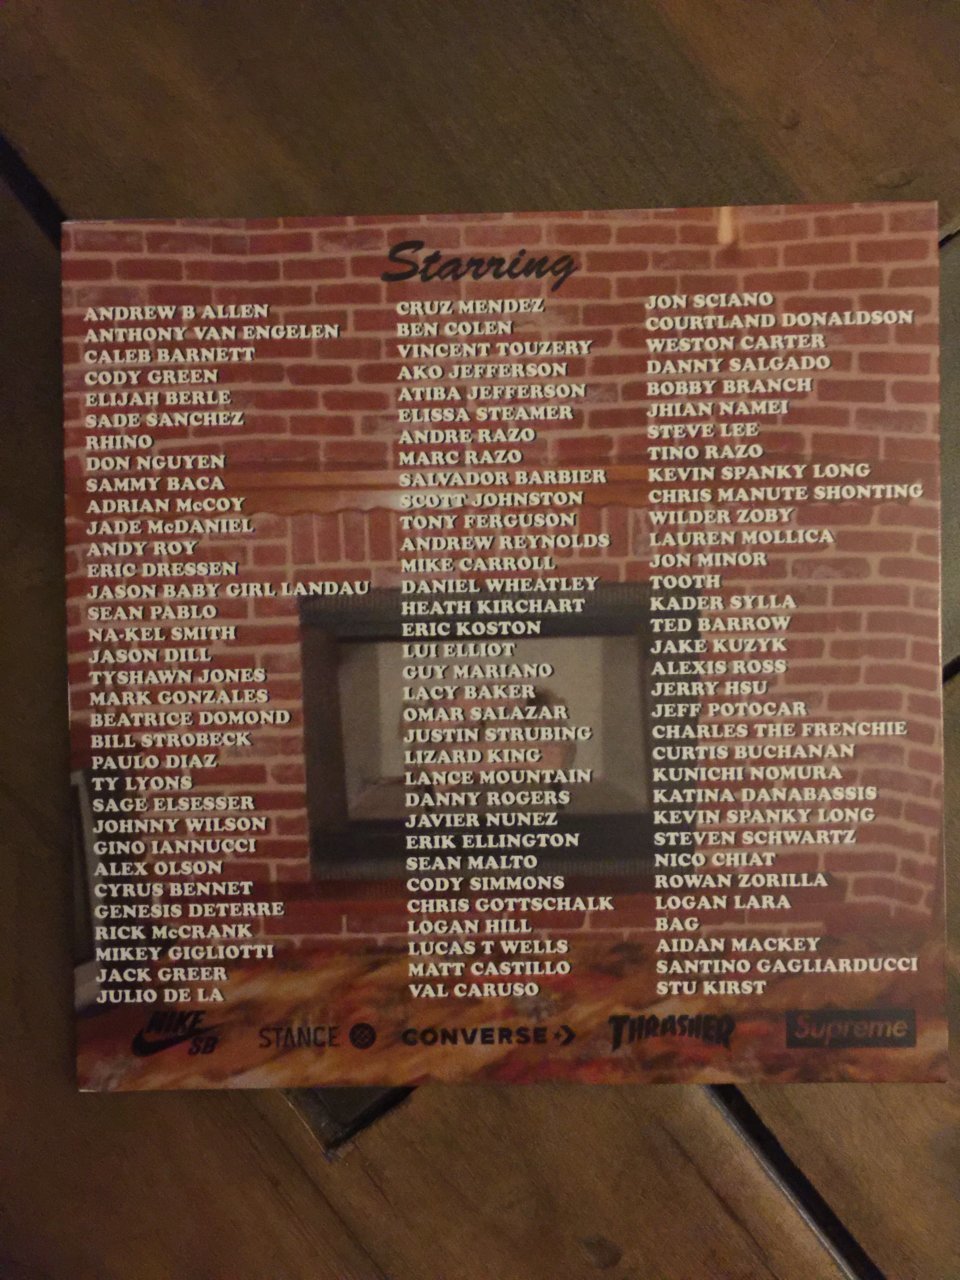 Starring
ANDREW B ALLEN
ANTHONY VAN ENGELEN
CALEB BARNETT
CODY GREEN
ELIJAH BERLE
SADE SANCHEZ
RHINO
DON NGUYEN
SAMMY BACA
ADRIAN McCOY
JADE McDANIEL
ANDY ROY
ERIC DRESSEN
JASON BABY GIRL LANDAU
SEAN PABLO
NA-KEL SMITH
JASON DILL
TYSHAWN JONES
MARK GONZALES
BEATRICE DOMOND
BILL STROBECK
PAULO DIAZ
TY LYONS
SAGE ELSESSER
JOHNNY WILSON
GINO IANNUCCI
ALEX OLSON
CYRUS BENNET
GENESIS DETERRE
RICK McCRANK
MIKEY GIGLIOTTI
JACK GREER
JULIO DE LA
CRUZ MENDEZ
BEN COLEN
VINCENT TOUZERY
AKO JEFFERSON
ATIBA JEFFERSON
ELISSA STEAMER
ANDRE RAZO
MARC RAZO
SALVADOR BARBIER
SCOTT JOHNSTON
TONY FERGUSON
ANDREW REYNOLDS
MIKE CARROLL
DANIEL WHEATLEY
HEATH KIRCHART
ERIC KOSTON
LUI ELLIOT
GUY MARIANO
LACY BAKER
OMAR SALAZAR
JUSTIN STRUBING
LIZARD KING
LANCE MOUNTAIN
DANNY ROGERS
JAVIER NUNEZ
ERIK ELLINGTON
SEAN MALTO
CODY SIMMONS
CHRIS GOTTSCHALK
LOGAN HILL
LUCAS T WELLS
MATT CASTILLO
VAL CARUSO
JON SCIANO
COURTLAND DONALDSON
WESTON CARTER
DANNY SALGADO
BOBBY BRANCH
JHIAN NAMEI
STEVE LEE
TINO RAZO
KEVIN SPANKY LONG
CHRIS MANUTE SHONTING
WILDER ZOBY
LAUREN MOLLICA
JON MINOR
TOOTH
KADER SYLLA
TED BARROW
JAKE KUZYK
ALEXIS ROSS
JERRY HSU
JEFF POTOCAR
CHARLES THE FRENCHIE
CURTIS BUCHANAN
KUNICHI NOMURA
KATINA DANABASSIS
KEVIN SPANKY LONG
STEVEN SCHWARTZ
NICO CHIAT
ROWAN ZORILLA
LOGAN LARA
BAG
AIDAN MACKEY
SANTINO GAGLIARDUCCI
STU KIRST
NIKE SB STANCE CONVERSE THRASHER Supreme